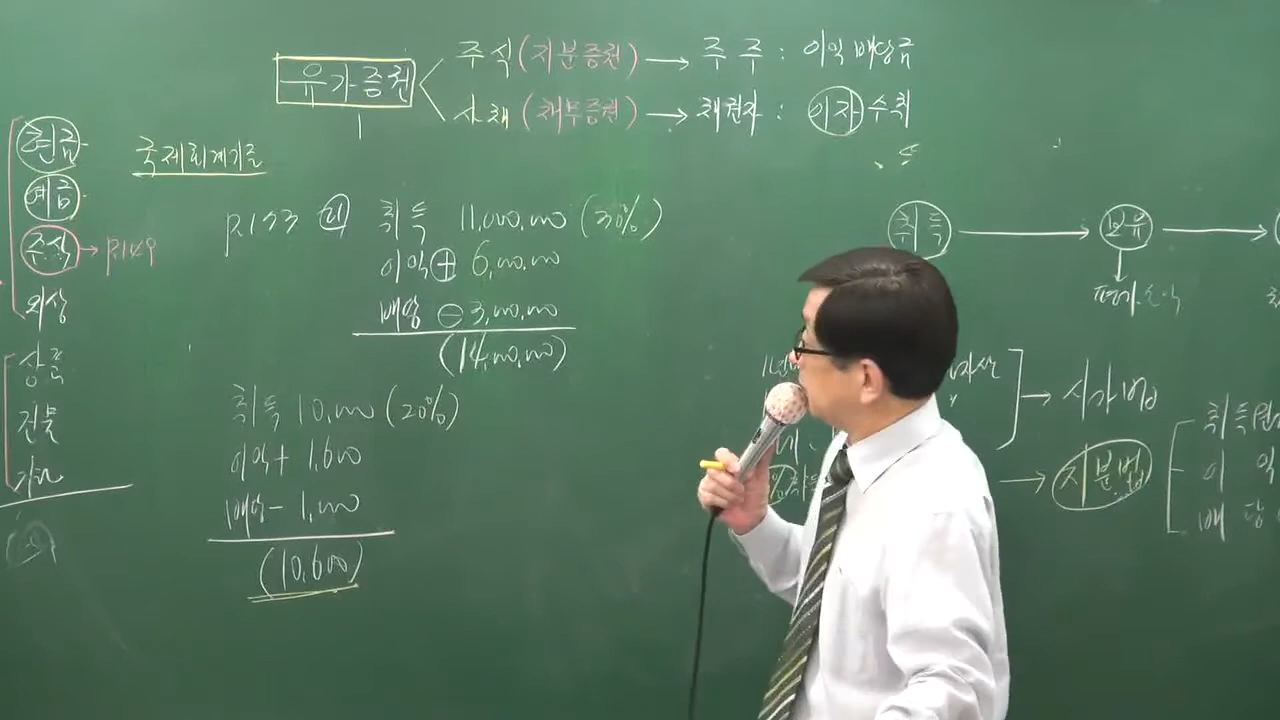 유가증권
주식(지분증권) → 주주 : 이익배당금
사채(채무증권) → 채권자 : 이자수취
현금
예금
주식 → P.149
외상
상품
건물
국제회계기준
P.153 21 취득 11,000,000 (30%)
이익 ⊕ 6,000,000
배당 ⊖ 3,000,000
(14,000,000)
취득 10,000 (20%)
이익 + 1,600
배당 - 1,000
(10,600)
취득 → 보유 →
평가손익
→ 시가법
→ 지분법
취득원
이익
배당